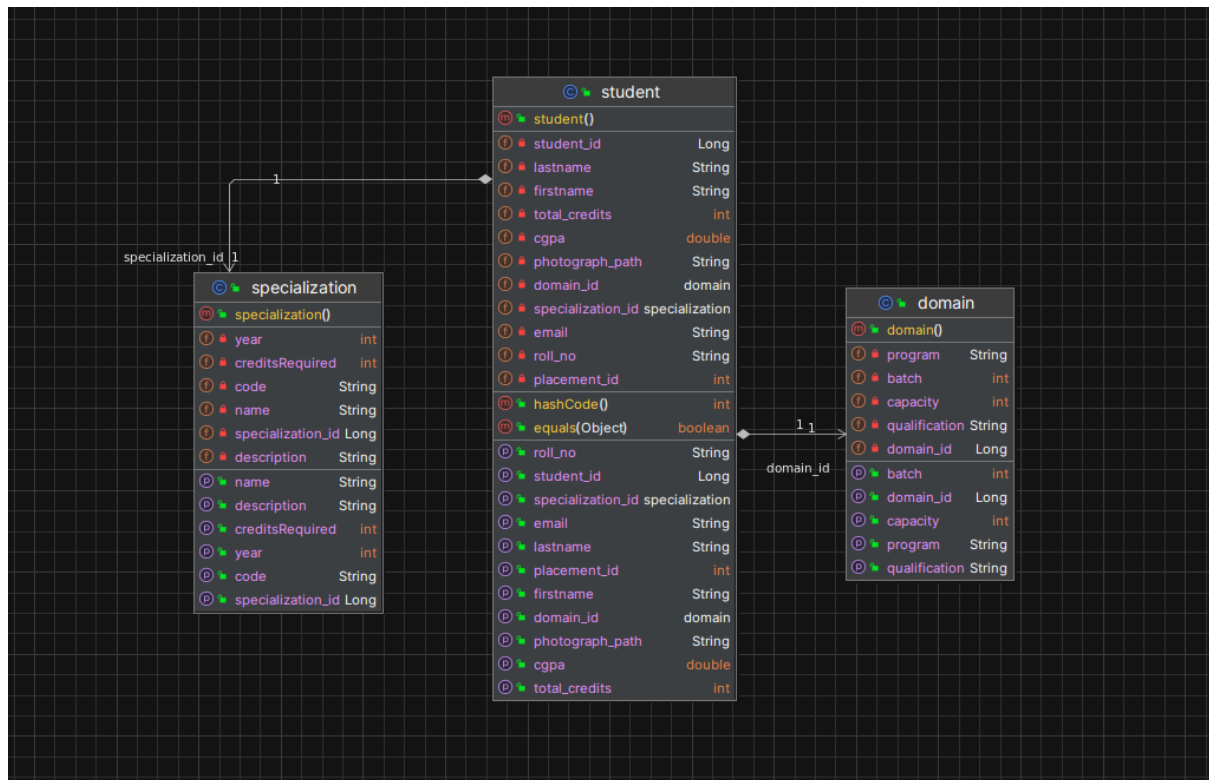 student
student()
student_id Long
lastname String
firstname String
total_credits int
cgpa double
photograph_path String
domain_id domain
specialization_id specialization
email String
roll_no String
placement_id int
hashCode() int
equals(Object) boolean
roll_no String
student_id Long
specialization_id specialization
email String
lastname String
placement_id int
firstname String
domain_id domain
photograph_path String
cgpa double
total_credits int
1
specialization_id 1
specialization
specialization()
year int
creditsRequired int
code String
name String
specialization_id Long
description String
name String
description String
creditsRequired int
year int
code String
specialization_id Long
1 1
domain_id
domain
domain()
program String
batch int
capacity int
qualification String
domain_id Long
batch int
domain_id Long
capacity int
program String
qualification String